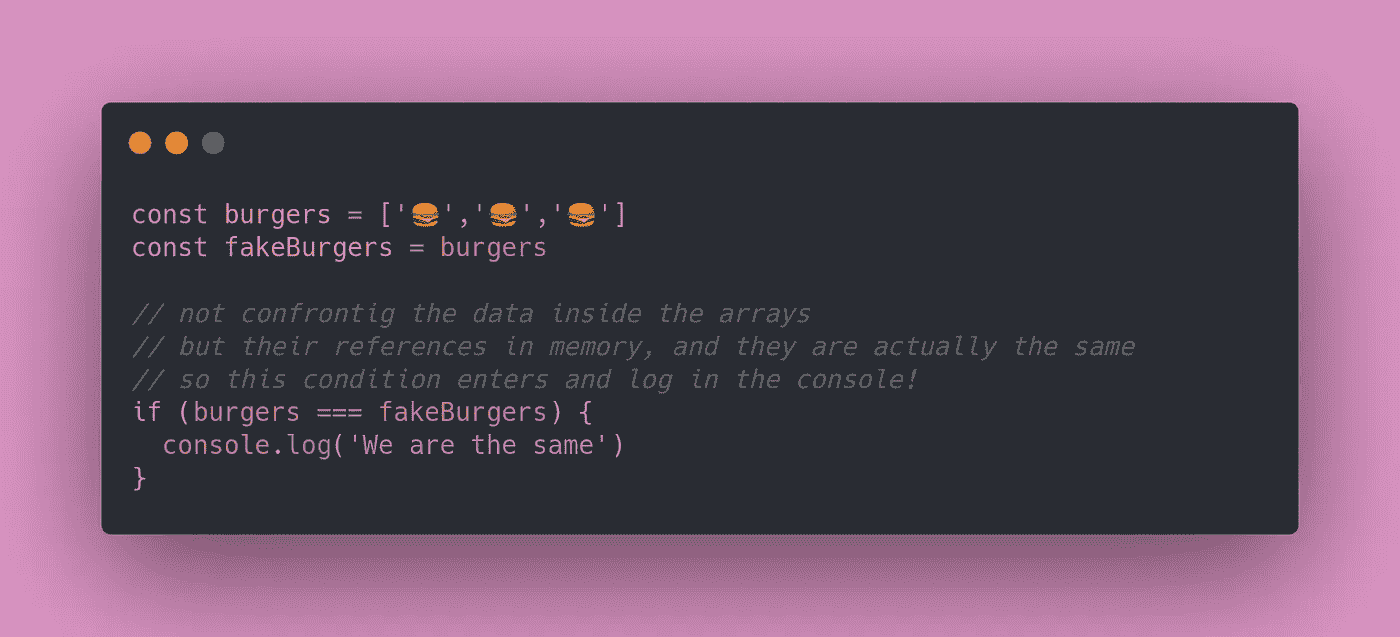 const burgers = ['🍔','🍔','🍔']
const fakeBurgers = burgers
// not confrontig the data inside the arrays
// but their references in memory, and they are actually the same
// so this condition enters and log in the console!
if (burgers === fakeBurgers) {
  console.log('We are the same')
}